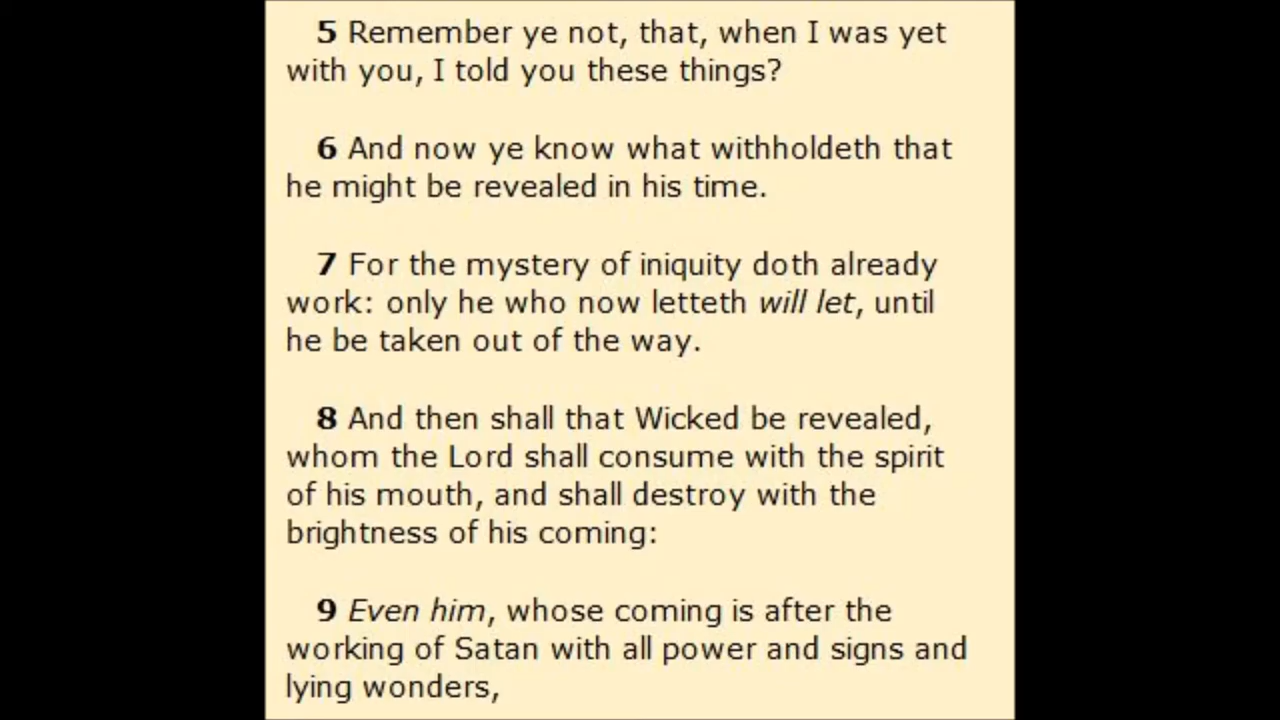 5 Remember ye not, that, when I was yet
with you, I told you these things?
6 And now ye know what withholdeth that
he might be revealed in his time.
7 For the mystery of iniquity doth already
work: only he who now letteth will let, until
he be taken out of the way.
8 And then shall that Wicked be revealed,
whom the Lord shall consume with the spirit
of his mouth, and shall destroy with the
brightness of his coming:
9 Even him, whose coming is after the
working of Satan with all power and signs and
lying wonders,